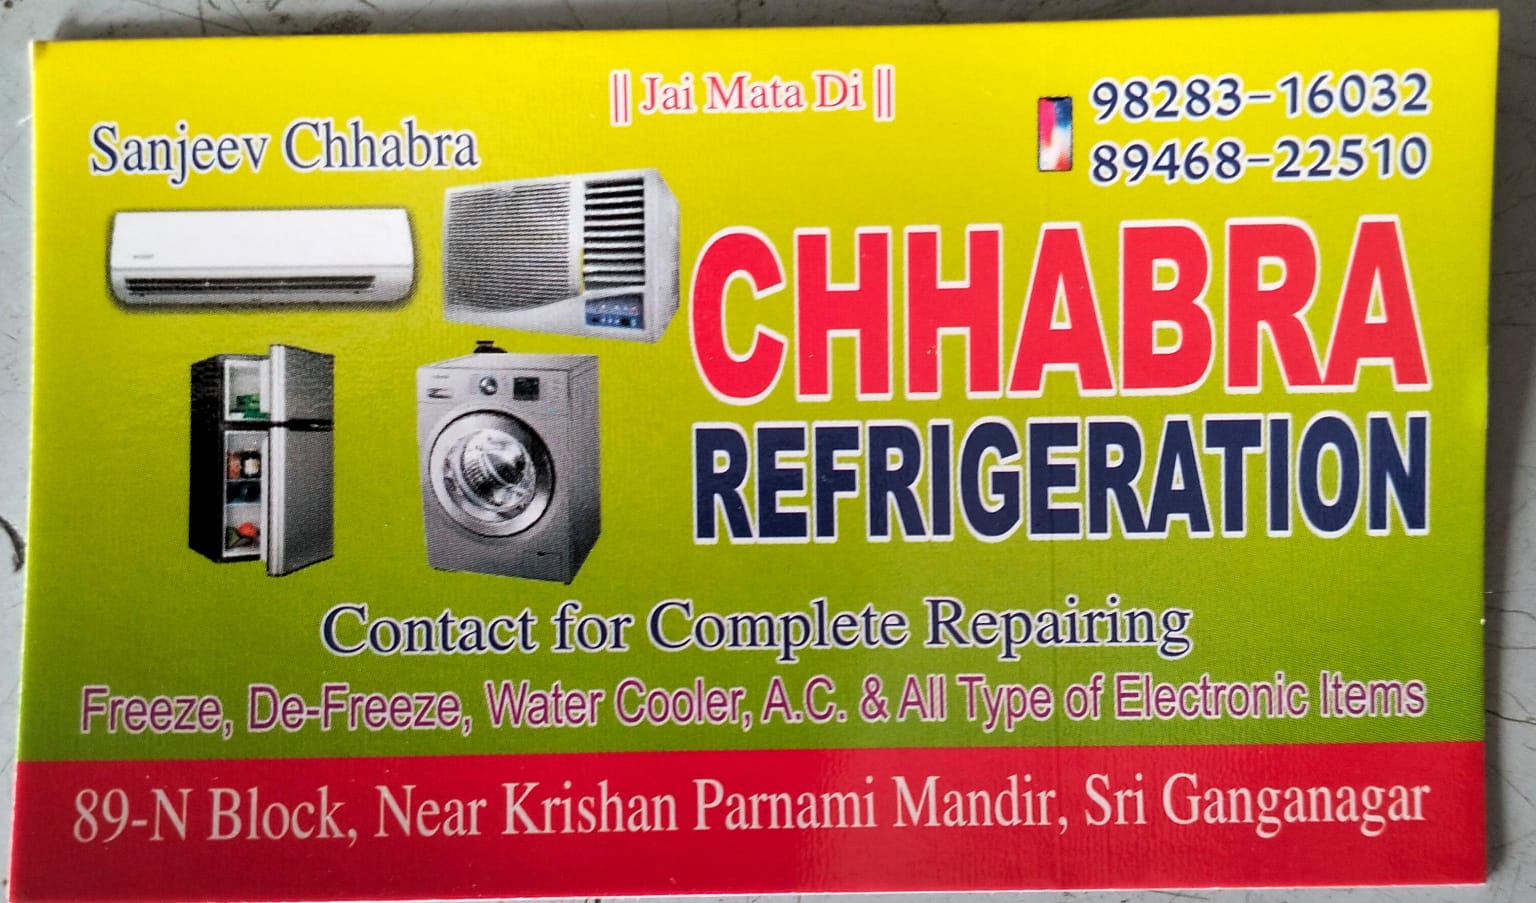 || Jai Mata Di ||
98283-16032
89468-22510
Sanjeev Chhabra
CHHABRA
REFRIGERATION
Contact for Complete Repairing
Freeze, De-Freeze, Water Cooler, A.C. & All Type of Electronic Items
89-N Block, Near Krishan Parnami Mandir, Sri Ganganagar